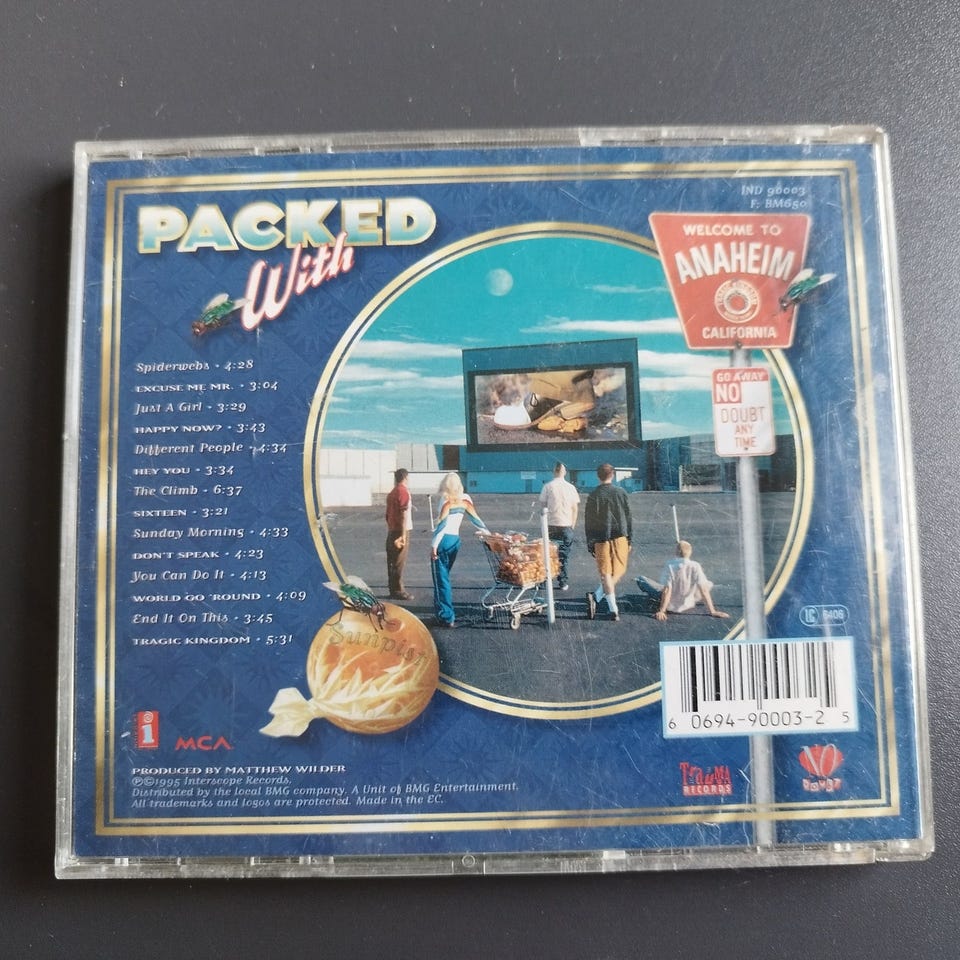 PACKED
With
IND 90003
F: BM650
WELCOME TO
ANAHEIM
CALIFORNIA
GO AWAY
NO
DOUBT
ANY
TIME
Spiderwebs • 4:28
EXCUSE ME MR. • 3:04
Just A Girl • 3:29
HAPPY NOW? • 3:43
Different People • 4:34
HEY YOU • 3:34
The Climb • 6:37
SIXTEEN • 3:21
Sunday Morning • 4:33
DON'T SPEAK • 4:23
You Can Do It • 4:13
WORLD GO 'ROUND • 4:09
End It On This • 3:45
TRAGIC KINGDOM • 5:31
Sunpist
LC 6406
6 0694-90003-2 5
i
MCA
PRODUCED BY MATTHEW WILDER
℗©1995 Interscope Records.
Distributed by the local BMG company. A Unit of BMG Entertainment.
All trademarks and logos are protected. Made in the EC.
TRAUMA
RECORDS
NO
DOUBT